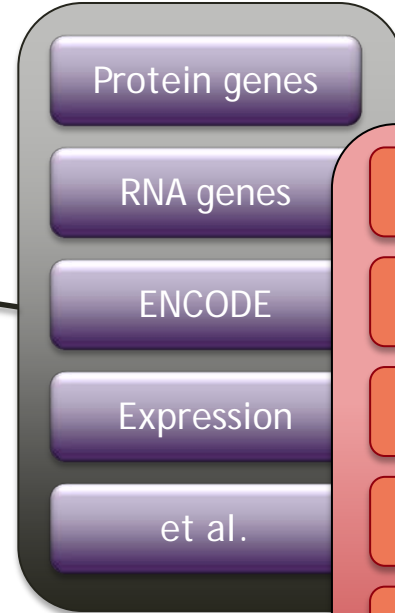 Protein genes
RNA genes
ENCODE
Expression
et al.